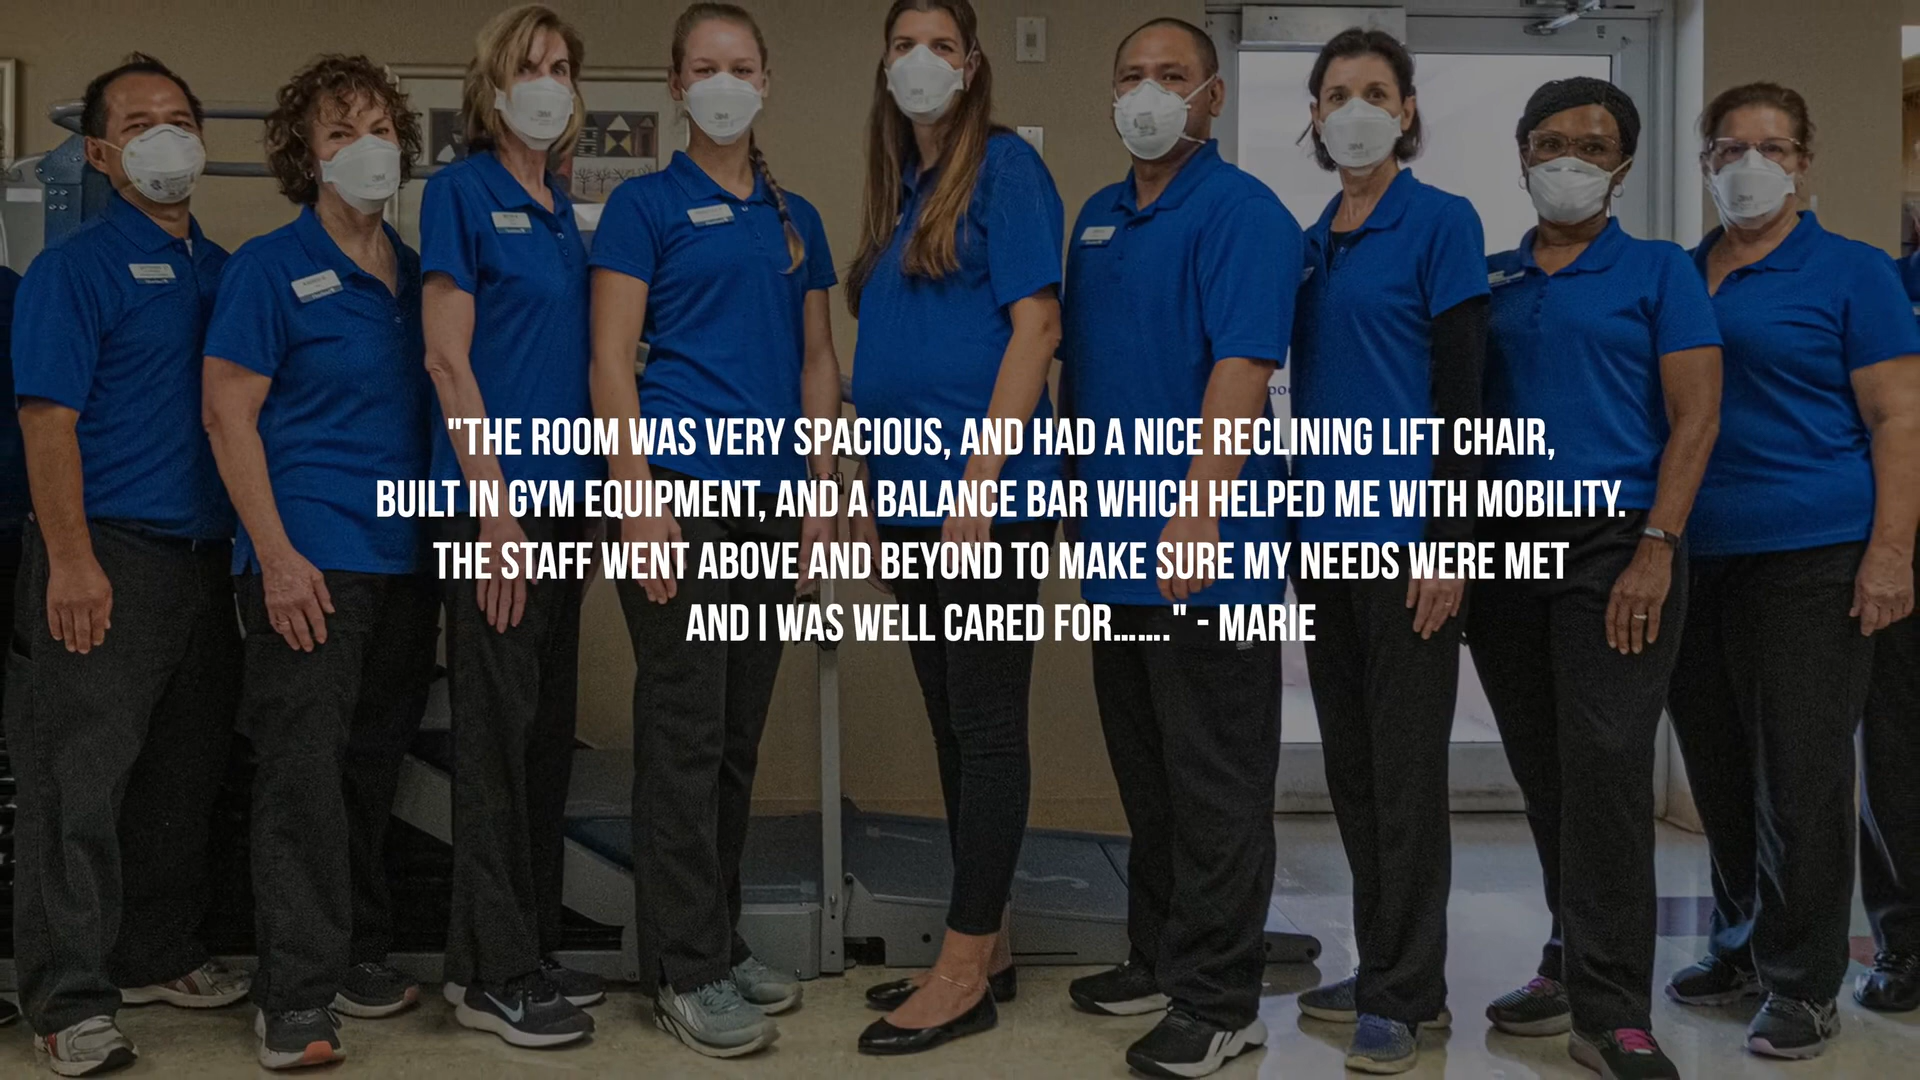 "THE ROOM WAS VERY SPACIOUS, AND HAD A NICE RECLINING LIFT CHAIR,
BUILT IN GYM EQUIPMENT, AND A BALANCE BAR WHICH HELPED ME WITH MOBILITY.
THE STAFF WENT ABOVE AND BEYOND TO MAKE SURE MY NEEDS WERE MET
AND I WAS WELL CARED FOR......." - MARIE